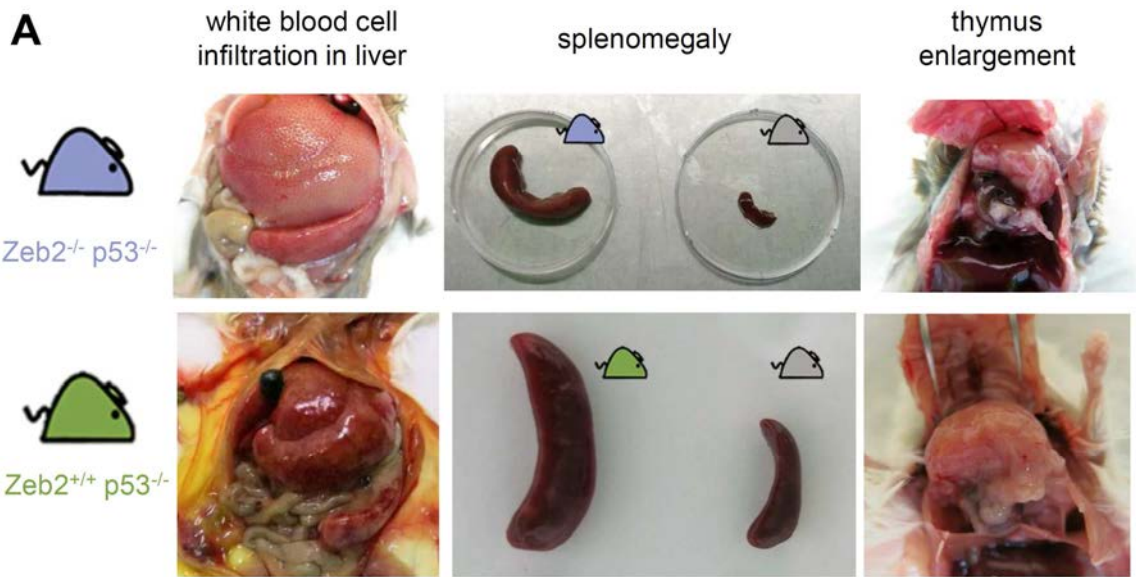 A
white blood cell
infiltration in liver
splenomegaly
thymus
enlargement
Zeb2-/- p53-/-
Zeb2+/+ p53-/-